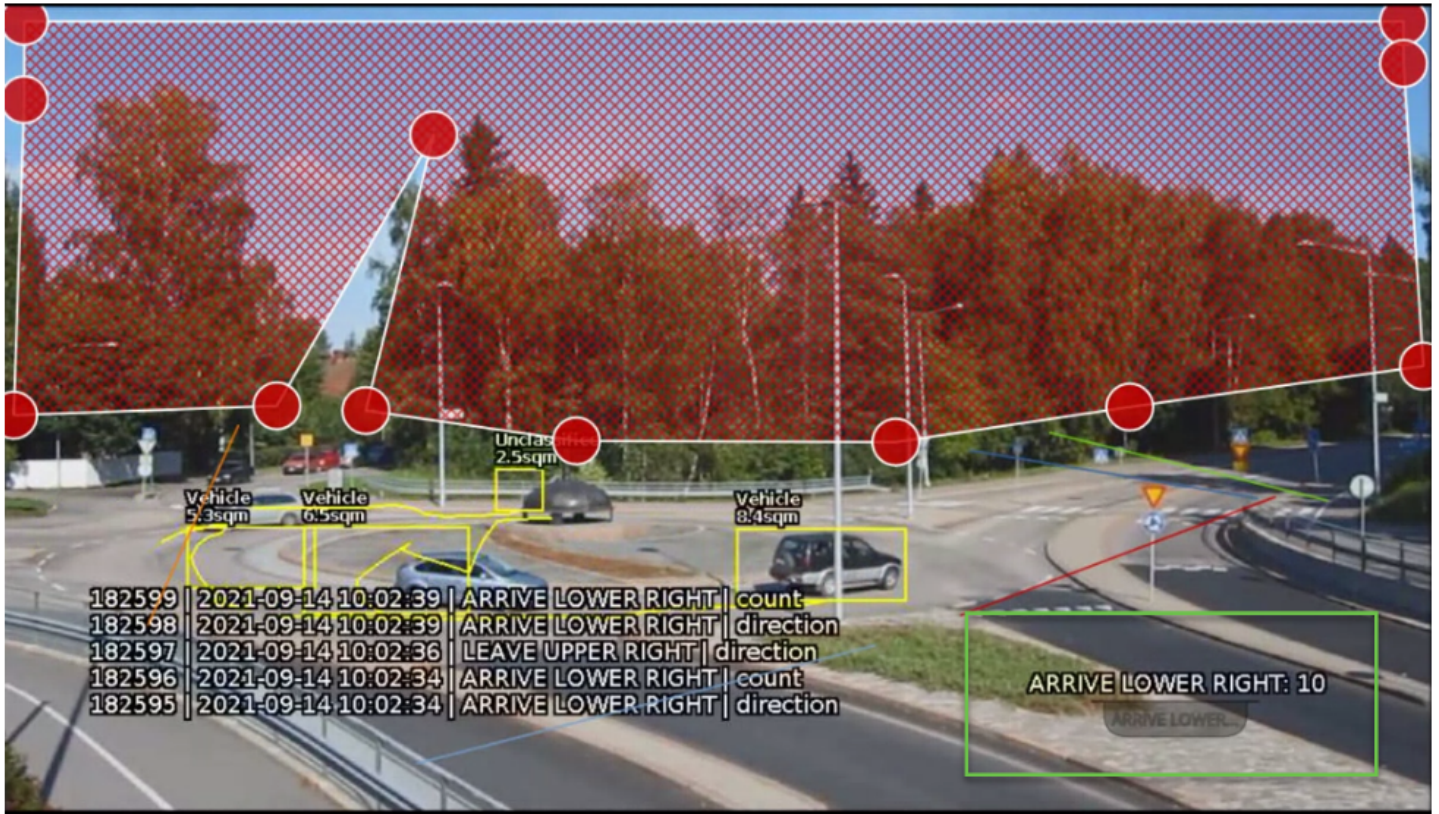 Unclassified
2.5sqm
Vehicle
5.3sqm
Vehicle
6.5sqm
Vehicle
8.4sqm
182599 | 2021-09-14 10:02:39 | ARRIVE LOWER RIGHT | count
182598 | 2021-09-14 10:02:39 | ARRIVE LOWER RIGHT | direction
182597 | 2021-09-14 10:02:36 | LEAVE UPPER RIGHT | direction
182596 | 2021-09-14 10:02:34 | ARRIVE LOWER RIGHT | count
182595 | 2021-09-14 10:02:34 | ARRIVE LOWER RIGHT | direction
ARRIVE LOWER RIGHT: 10
ARRIVE LOWER...